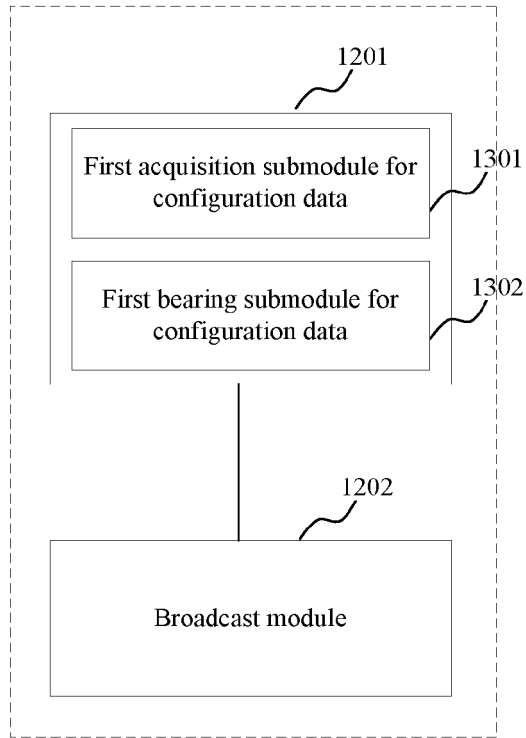 1201
First acquisition submodule for
configuration data
1301
First bearing submodule for
configuration data
1302
1202
Broadcast module